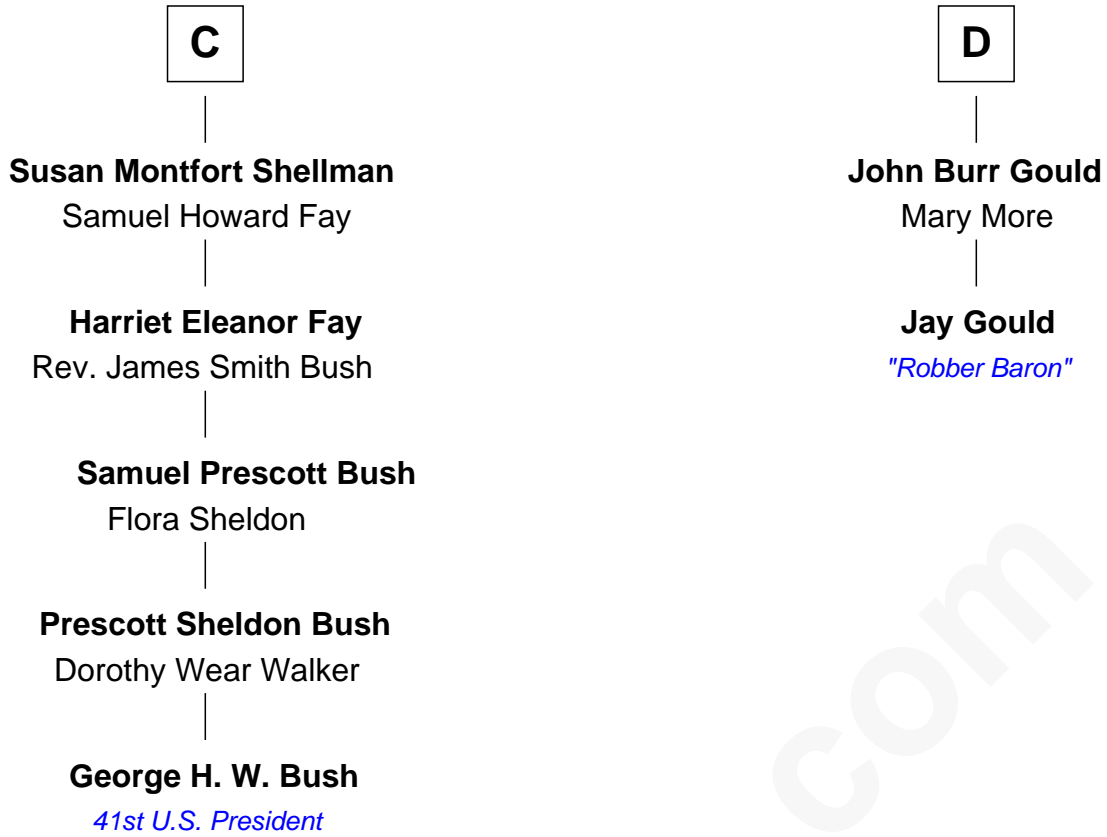 C
Susan Montfort Shellman
Samuel Howard Fay
Harriet Eleanor Fay
Rev. James Smith Bush
Samuel Prescott Bush
Flora Sheldon
Prescott Sheldon Bush
Dorothy Wear Walker
George H. W. Bush
41st U.S. President
D
John Burr Gould
Mary More
Jay Gould
"Robber Baron"
com